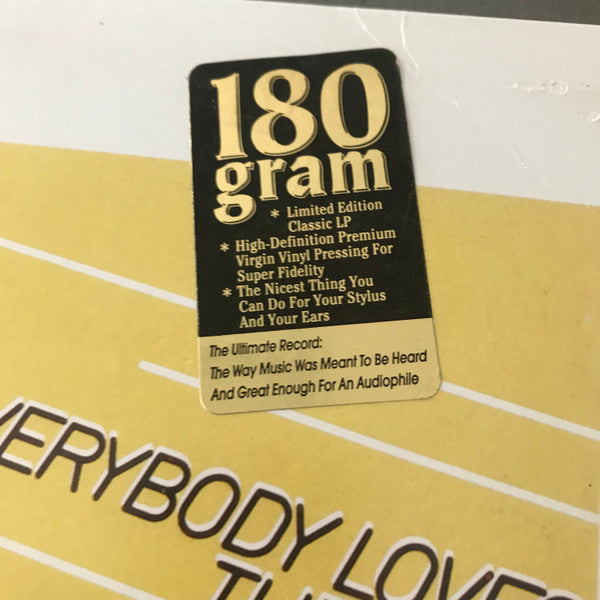 180
gram
* Limited Edition
Classic LP
* High-Definition Premium
Virgin Vinyl Pressing For
Super Fidelity
* The Nicest Thing You
Can Do For Your Stylus
And Your Ears
The Ultimate Record:
The Way Music Was Meant To Be Heard
And Great Enough For An Audiophile
VERYBODY LOVES